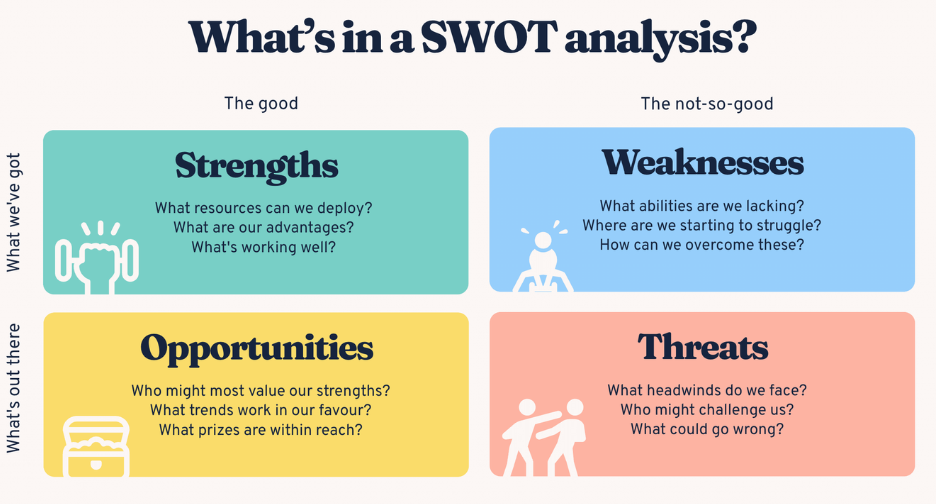 What's in a SWOT analysis?
The good
The not-so-good
What we've got
Strengths
What resources can we deploy?
What are our advantages?
What's working well?
Weaknesses
What abilities are we lacking?
Where are we starting to struggle?
How can we overcome these?
What's out there
Opportunities
Who might most value our strengths?
What trends work in our favour?
What prizes are within reach?
Threats
What headwinds do we face?
Who might challenge us?
What could go wrong?